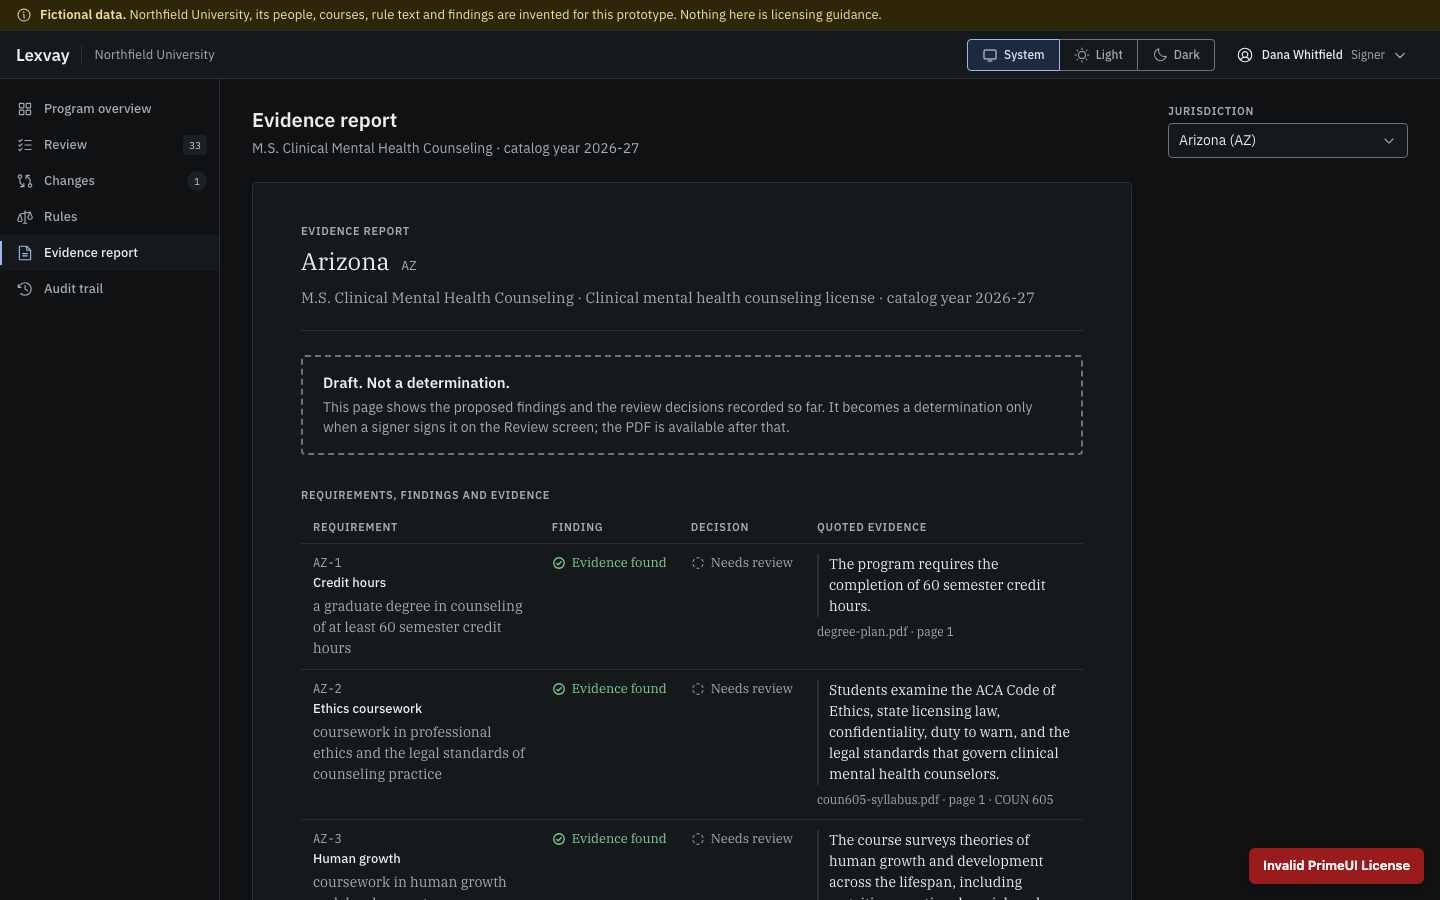 Fictional data. Northfield University, its people, courses, rule text and findings are invented for this prototype. Nothing here is licensing guidance.
Lexvay
Northfield University
System
Light
Dark
Dana Whitfield Signer
Program overview
Review 33
Changes 1
Rules
Evidence report
Audit trail
Evidence report
M.S. Clinical Mental Health Counseling · catalog year 2026-27
JURISDICTION
Arizona (AZ)
EVIDENCE REPORT
Arizona AZ
M.S. Clinical Mental Health Counseling · Clinical mental health counseling license · catalog year 2026-27
Draft. Not a determination.
This page shows the proposed findings and the review decisions recorded so far. It becomes a determination only
when a signer signs it on the Review screen; the PDF is available after that.
REQUIREMENTS, FINDINGS AND EVIDENCE
REQUIREMENT FINDING DECISION QUOTED EVIDENCE
AZ-1
Credit hours
a graduate degree in counseling
of at least 60 semester credit
hours
Evidence found
Needs review
The program requires the
completion of 60 semester credit
hours.
degree-plan.pdf · page 1
AZ-2
Ethics coursework
coursework in professional
ethics and the legal standards of
counseling practice
Evidence found
Needs review
Students examine the ACA Code of
Ethics, state licensing law,
confidentiality, duty to warn, and the
legal standards that govern clinical
mental health counselors.
coun605-syllabus.pdf · page 1 · COUN 605
AZ-3
Human growth
coursework in human growth
Evidence found
Needs review
The course surveys theories of
human growth and development
across the lifespan, including
Invalid PrimeUI License